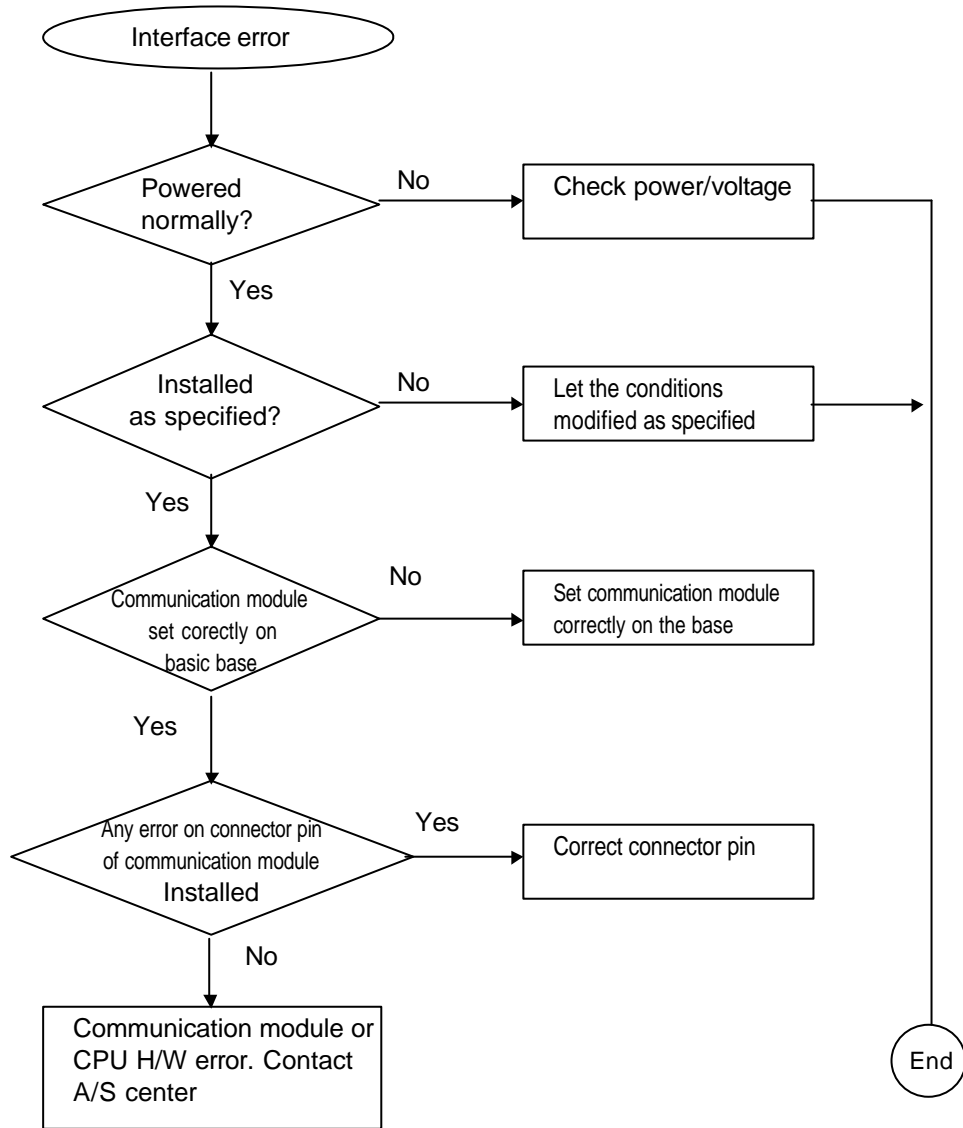 Interface error
Powered
normally?
No
Check power/voltage
Yes
Installed
as specified?
No
Let the conditions
modified as specified
Yes
Communication module
set corectly on
basic base
No
Set communication module
correctly on the base
Yes
Any error on connector pin
of communication module
Installed
Yes
Correct connector pin
No
Communication module or
CPU H/W error. Contact
A/S center
End